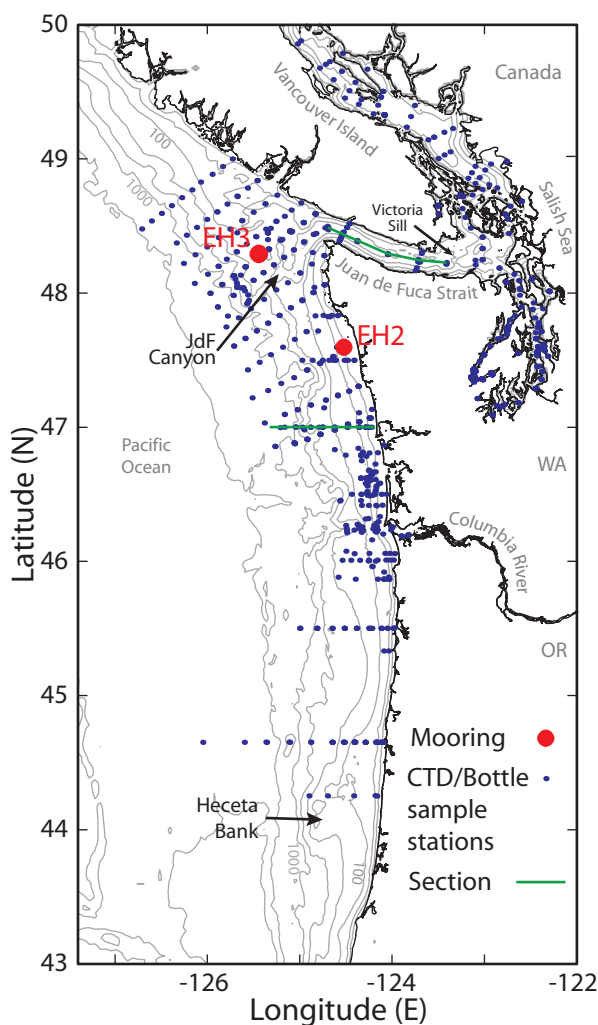 50
49
48
47
46
45
44
43
Latitude (N)
-126
-124
-122
Longitude (E)
Canada
Vancouver Island
100
1000
Salish Sea
Victoria
Sill
EH3
Juan de Fuca Strait
JdF
Canyon
EH2
Pacific
Ocean
WA
Columbia River
OR
Mooring
CTD/Bottle
sample
stations
Section
Heceta
Bank
1000
100